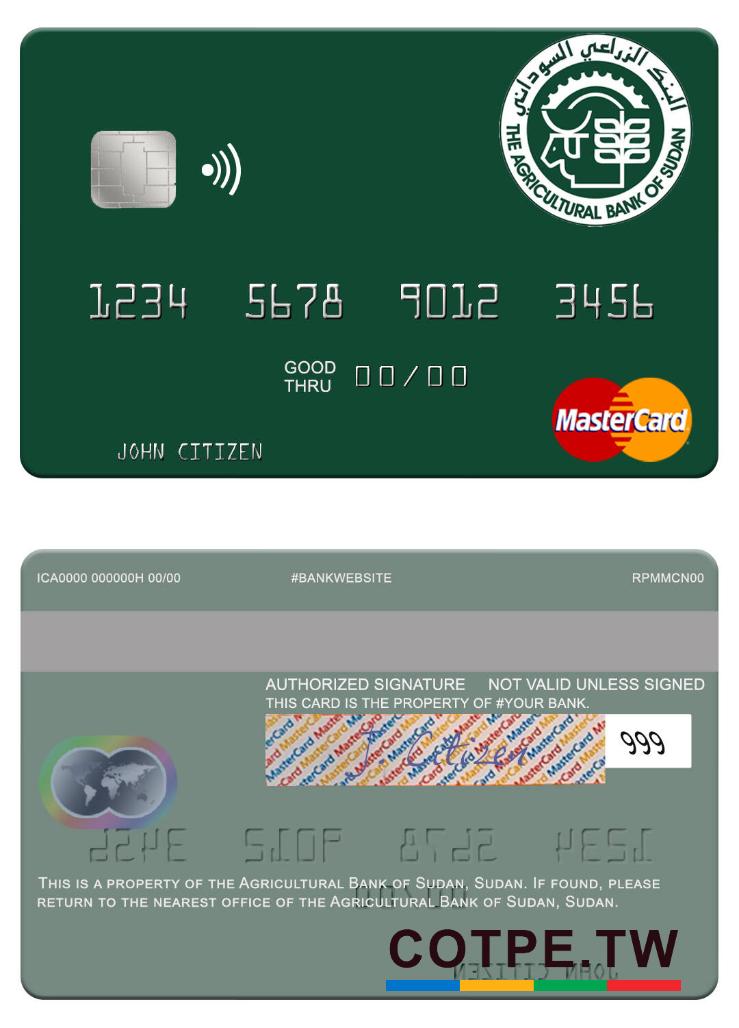 البنك الزراعي السوداني
THE AGRICULTURAL BANK OF SUDAN
1234 5678 9012 3456
GOOD THRU 00/00
MasterCard
JOHN CITIZEN
ICA0000 000000H 00/00 #BANKWEBSITE RPMMCN00
AUTHORIZED SIGNATURE NOT VALID UNLESS SIGNED
THIS CARD IS THE PROPERTY OF #YOUR BANK.
J. Citizen 999
THIS IS A PROPERTY OF THE AGRICULTURAL BANK OF SUDAN, SUDAN. IF FOUND, PLEASE
RETURN TO THE NEAREST OFFICE OF THE AGRICULTURAL BANK OF SUDAN, SUDAN.
COTPE.TW